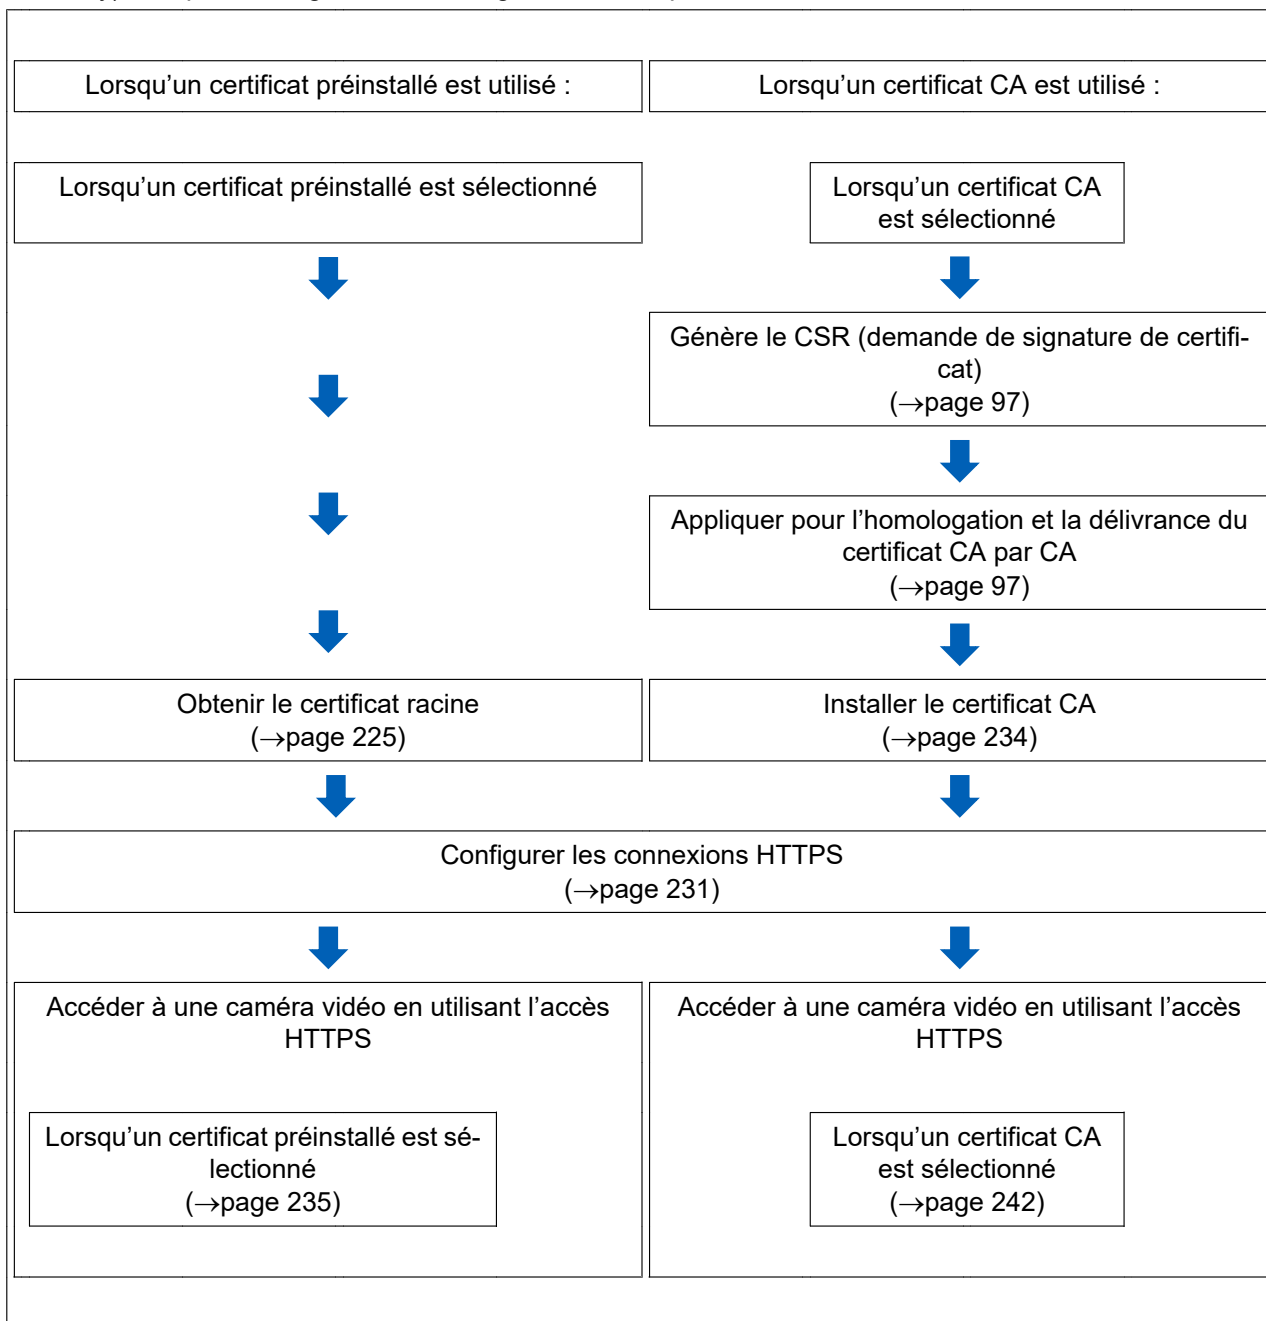 Lorsqu'un certificat préinstallé est utilisé :
Lorsqu'un certificat CA est utilisé :
Lorsqu'un certificat préinstallé est sélectionné
Lorsqu'un certificat CA
est sélectionné
Génère le CSR (demande de signature de certifi-
cat)
(→page 97)
Appliquer pour l'homologation et la délivrance du
certificat CA par CA
(→page 97)
Obtenir le certificat racine
(→page 225)
Installer le certificat CA
(→page 234)
Configurer les connexions HTTPS
(→page 231)
Accéder à une caméra vidéo en utilisant l'accès
HTTPS
Lorsqu'un certificat préinstallé est sé-
lectionné
(→page 235)
Accéder à une caméra vidéo en utilisant l'accès
HTTPS
Lorsqu'un certificat CA
est sélectionné
(→page 242)